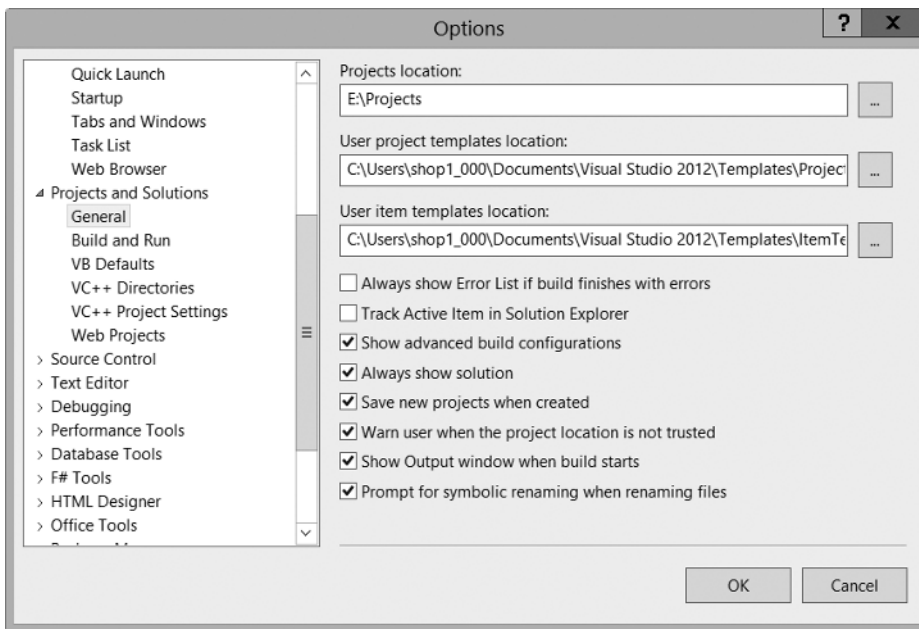 Options
? X
Quick Launch
Startup
Tabs and Windows
Task List
Web Browser
Projects and Solutions
General
Build and Run
VB Defaults
VC++ Directories
VC++ Project Settings
Web Projects
Source Control
Text Editor
Debugging
Performance Tools
Database Tools
F# Tools
HTML Designer
Office Tools
Projects location:
E:\Projects
...
User project templates location:
C:\Users\shop1_000\Documents\Visual Studio 2012\Templates\Projec
...
User item templates location:
C:\Users\shop1_000\Documents\Visual Studio 2012\Templates\ItemTe
...
Always show Error List if build finishes with errors
Track Active Item in Solution Explorer
Show advanced build configurations
Always show solution
Save new projects when created
Warn user when the project location is not trusted
Show Output window when build starts
Prompt for symbolic renaming when renaming files
OK
Cancel